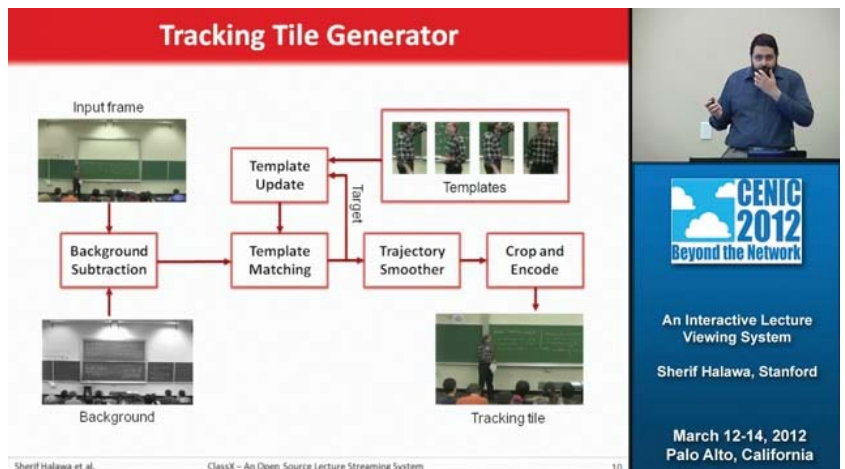 Tracking Tile Generator
Input frame
Template
Update
Target
Templates
Background
Subtraction
Template
Matching
Trajectory
Smoother
Crop and
Encode
Background
Tracking tile
Sherif Halawa et al.
ClassX – An Open Source Lecture Streaming System
10
CENIC
2012
Beyond the Network
An Interactive Lecture
Viewing System
Sherif Halawa, Stanford
March 12-14, 2012
Palo Alto, California